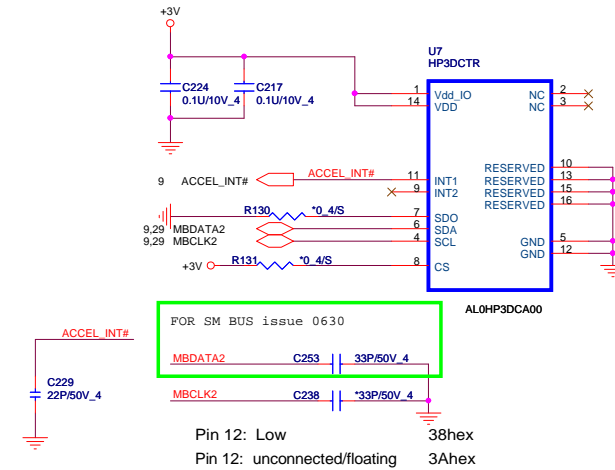 +3V
U7
HP3DCTR
C224
0.1U/10V_4
C217
0.1U/10V_4
1 Vdd_IO
14 VDD
NC 2
NC 3
RESERVED 10
RESERVED 13
RESERVED 15
RESERVED 16
9 ACCEL_INT# ACCEL_INT# 11 INT1
9 INT2
R130 *0_4/S 7 SDO
9,29 MBDATA2 6 SDA
9,29 MBCLK2 4 SCL
GND 5
GND 12
+3V R131 *0_4/S 8 CS
AL0HP3DCA00
FOR SM BUS issue 0630
ACCEL_INT#
MBDATA2 C253 33P/50V_4
C229
22P/50V_4
MBCLK2 C238 *33P/50V_4
Pin 12: Low 38hex
Pin 12: unconnected/floating 3Ahex